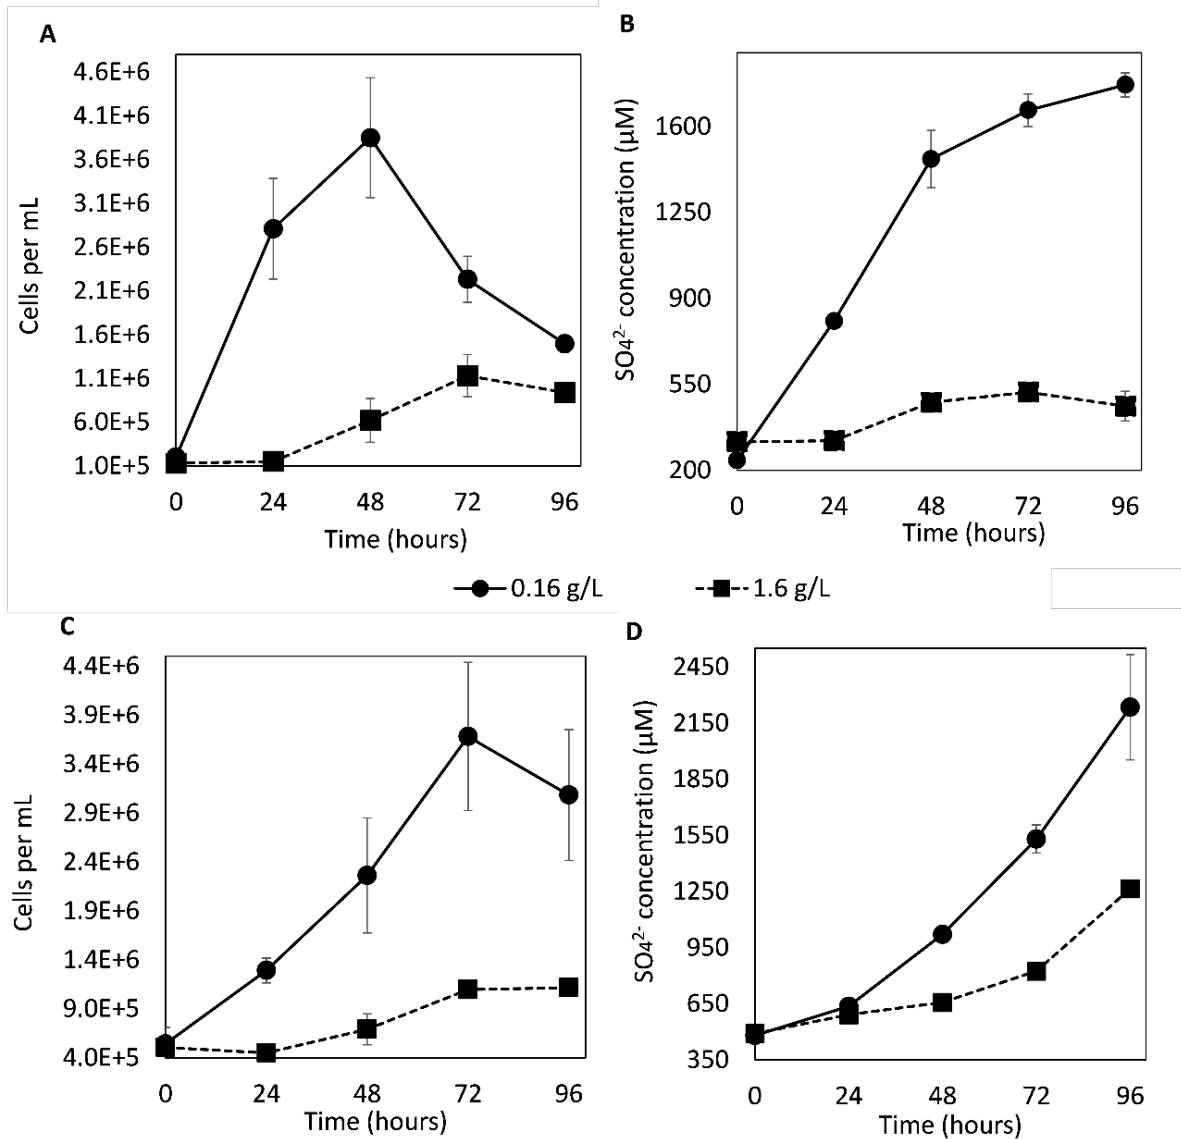 A
4.6E+6
4.1E+6
3.6E+6
3.1E+6
2.6E+6
2.1E+6
1.6E+6
1.1E+6
6.0E+5
1.0E+5
Cells per mL
0 24 48 72 96
Time (hours)
B
1600
1250
900
550
200
SO4²⁻ concentration (µM)
0 24 48 72 96
Time (hours)
0.16 g/L 1.6 g/L
C
4.4E+6
3.9E+6
3.4E+6
2.9E+6
2.4E+6
1.9E+6
1.4E+6
9.0E+5
4.0E+5
Cells per mL
0 24 48 72 96
Time (hours)
D
2450
2150
1850
1550
1250
950
650
350
SO4²⁻ concentration (µM)
0 24 48 72 96
Time (hours)